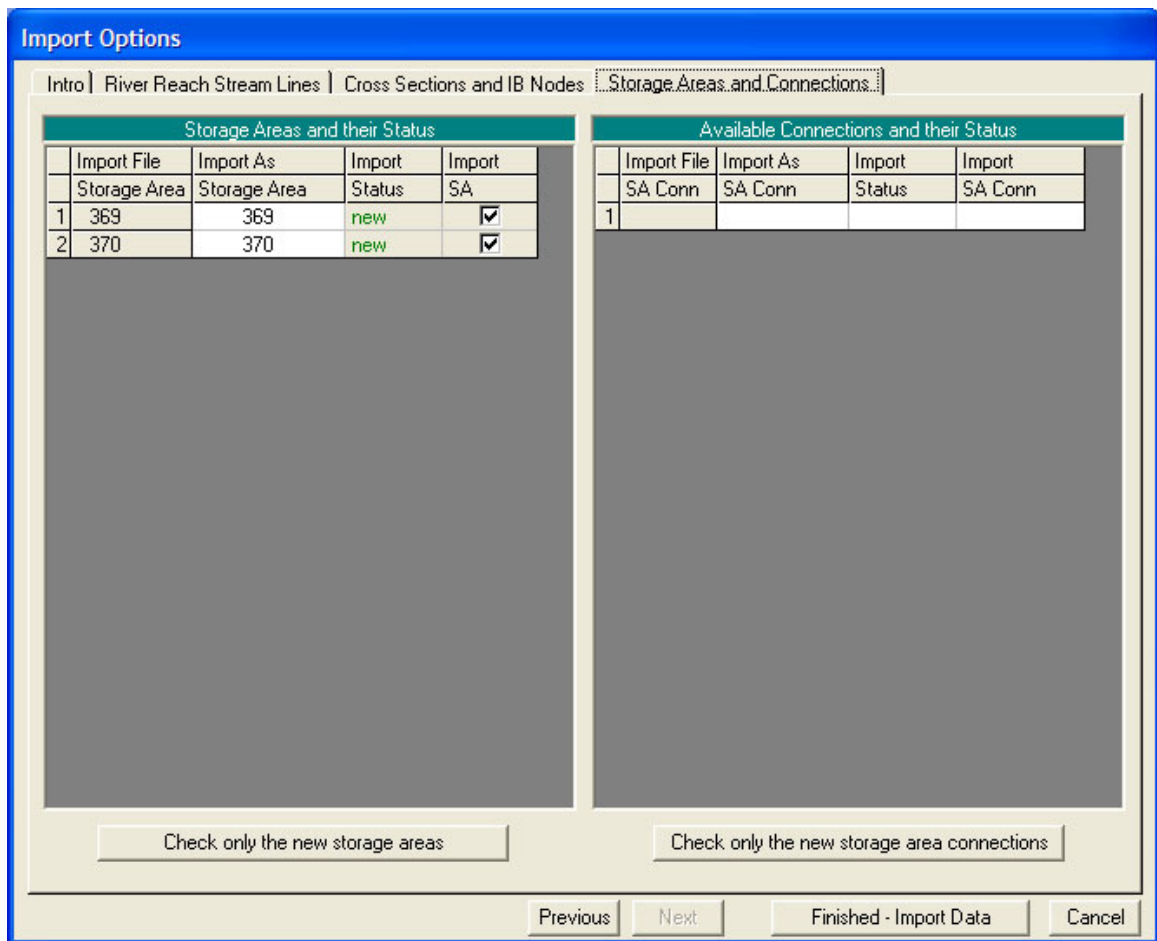 Import Options
Intro River Reach Stream Lines Cross Sections and IB Nodes Storage Areas and Connections
Storage Areas and their Status
Import File Import As Import Import
Storage Area Storage Area Status SA
1 369 369 new
2 370 370 new
Check only the new storage areas
Available Connections and their Status
Import File Import As Import Import
SA Conn SA Conn Status SA Conn
1
Check only the new storage area connections
Previous Next Finished - Import Data Cancel